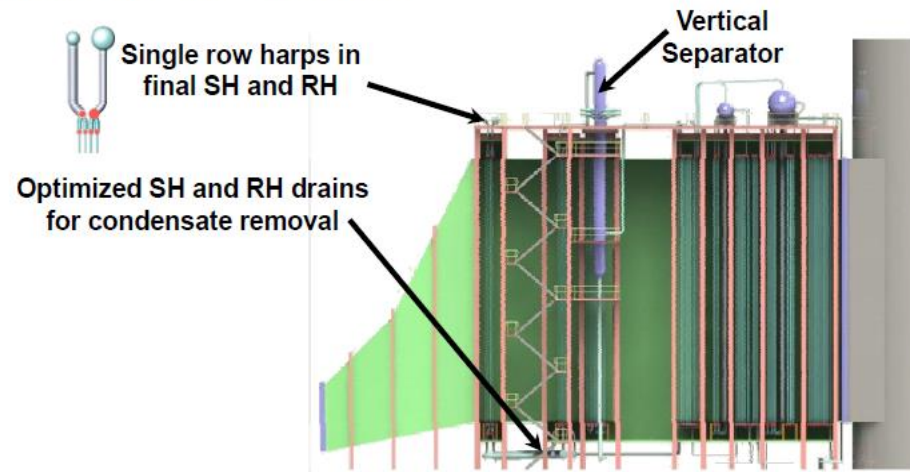 Vertical
Separator
Single row harps in
final SH and RH
Optimized SH and RH drains
for condensate removal